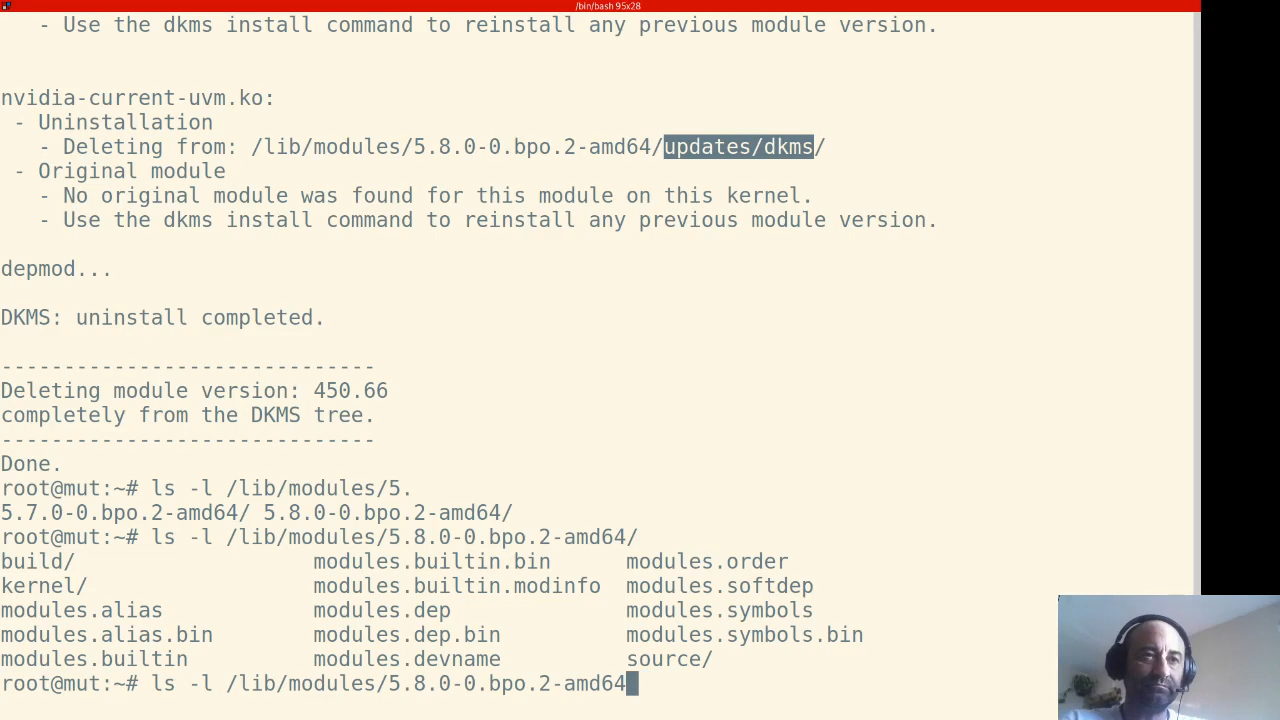 /bin/bash 95x28
- Use the dkms install command to reinstall any previous module version.
nvidia-current-uvm.ko:
- Uninstallation
- Deleting from: /lib/modules/5.8.0-0.bpo.2-amd64/updates/dkms/
- Original module
- No original module was found for this module on this kernel.
- Use the dkms install command to reinstall any previous module version.
depmod...
DKMS: uninstall completed.
------------------------------
Deleting module version: 450.66
completely from the DKMS tree.
------------------------------
Done.
root@mut:~# ls -l /lib/modules/5.
5.7.0-0.bpo.2-amd64/ 5.8.0-0.bpo.2-amd64/
root@mut:~# ls -l /lib/modules/5.8.0-0.bpo.2-amd64/
build/ modules.builtin.bin modules.order
kernel/ modules.builtin.modinfo modules.softdep
modules.alias modules.dep modules.symbols
modules.alias.bin modules.dep.bin modules.symbols.bin
modules.builtin modules.devname source/
root@mut:~# ls -l /lib/modules/5.8.0-0.bpo.2-amd64